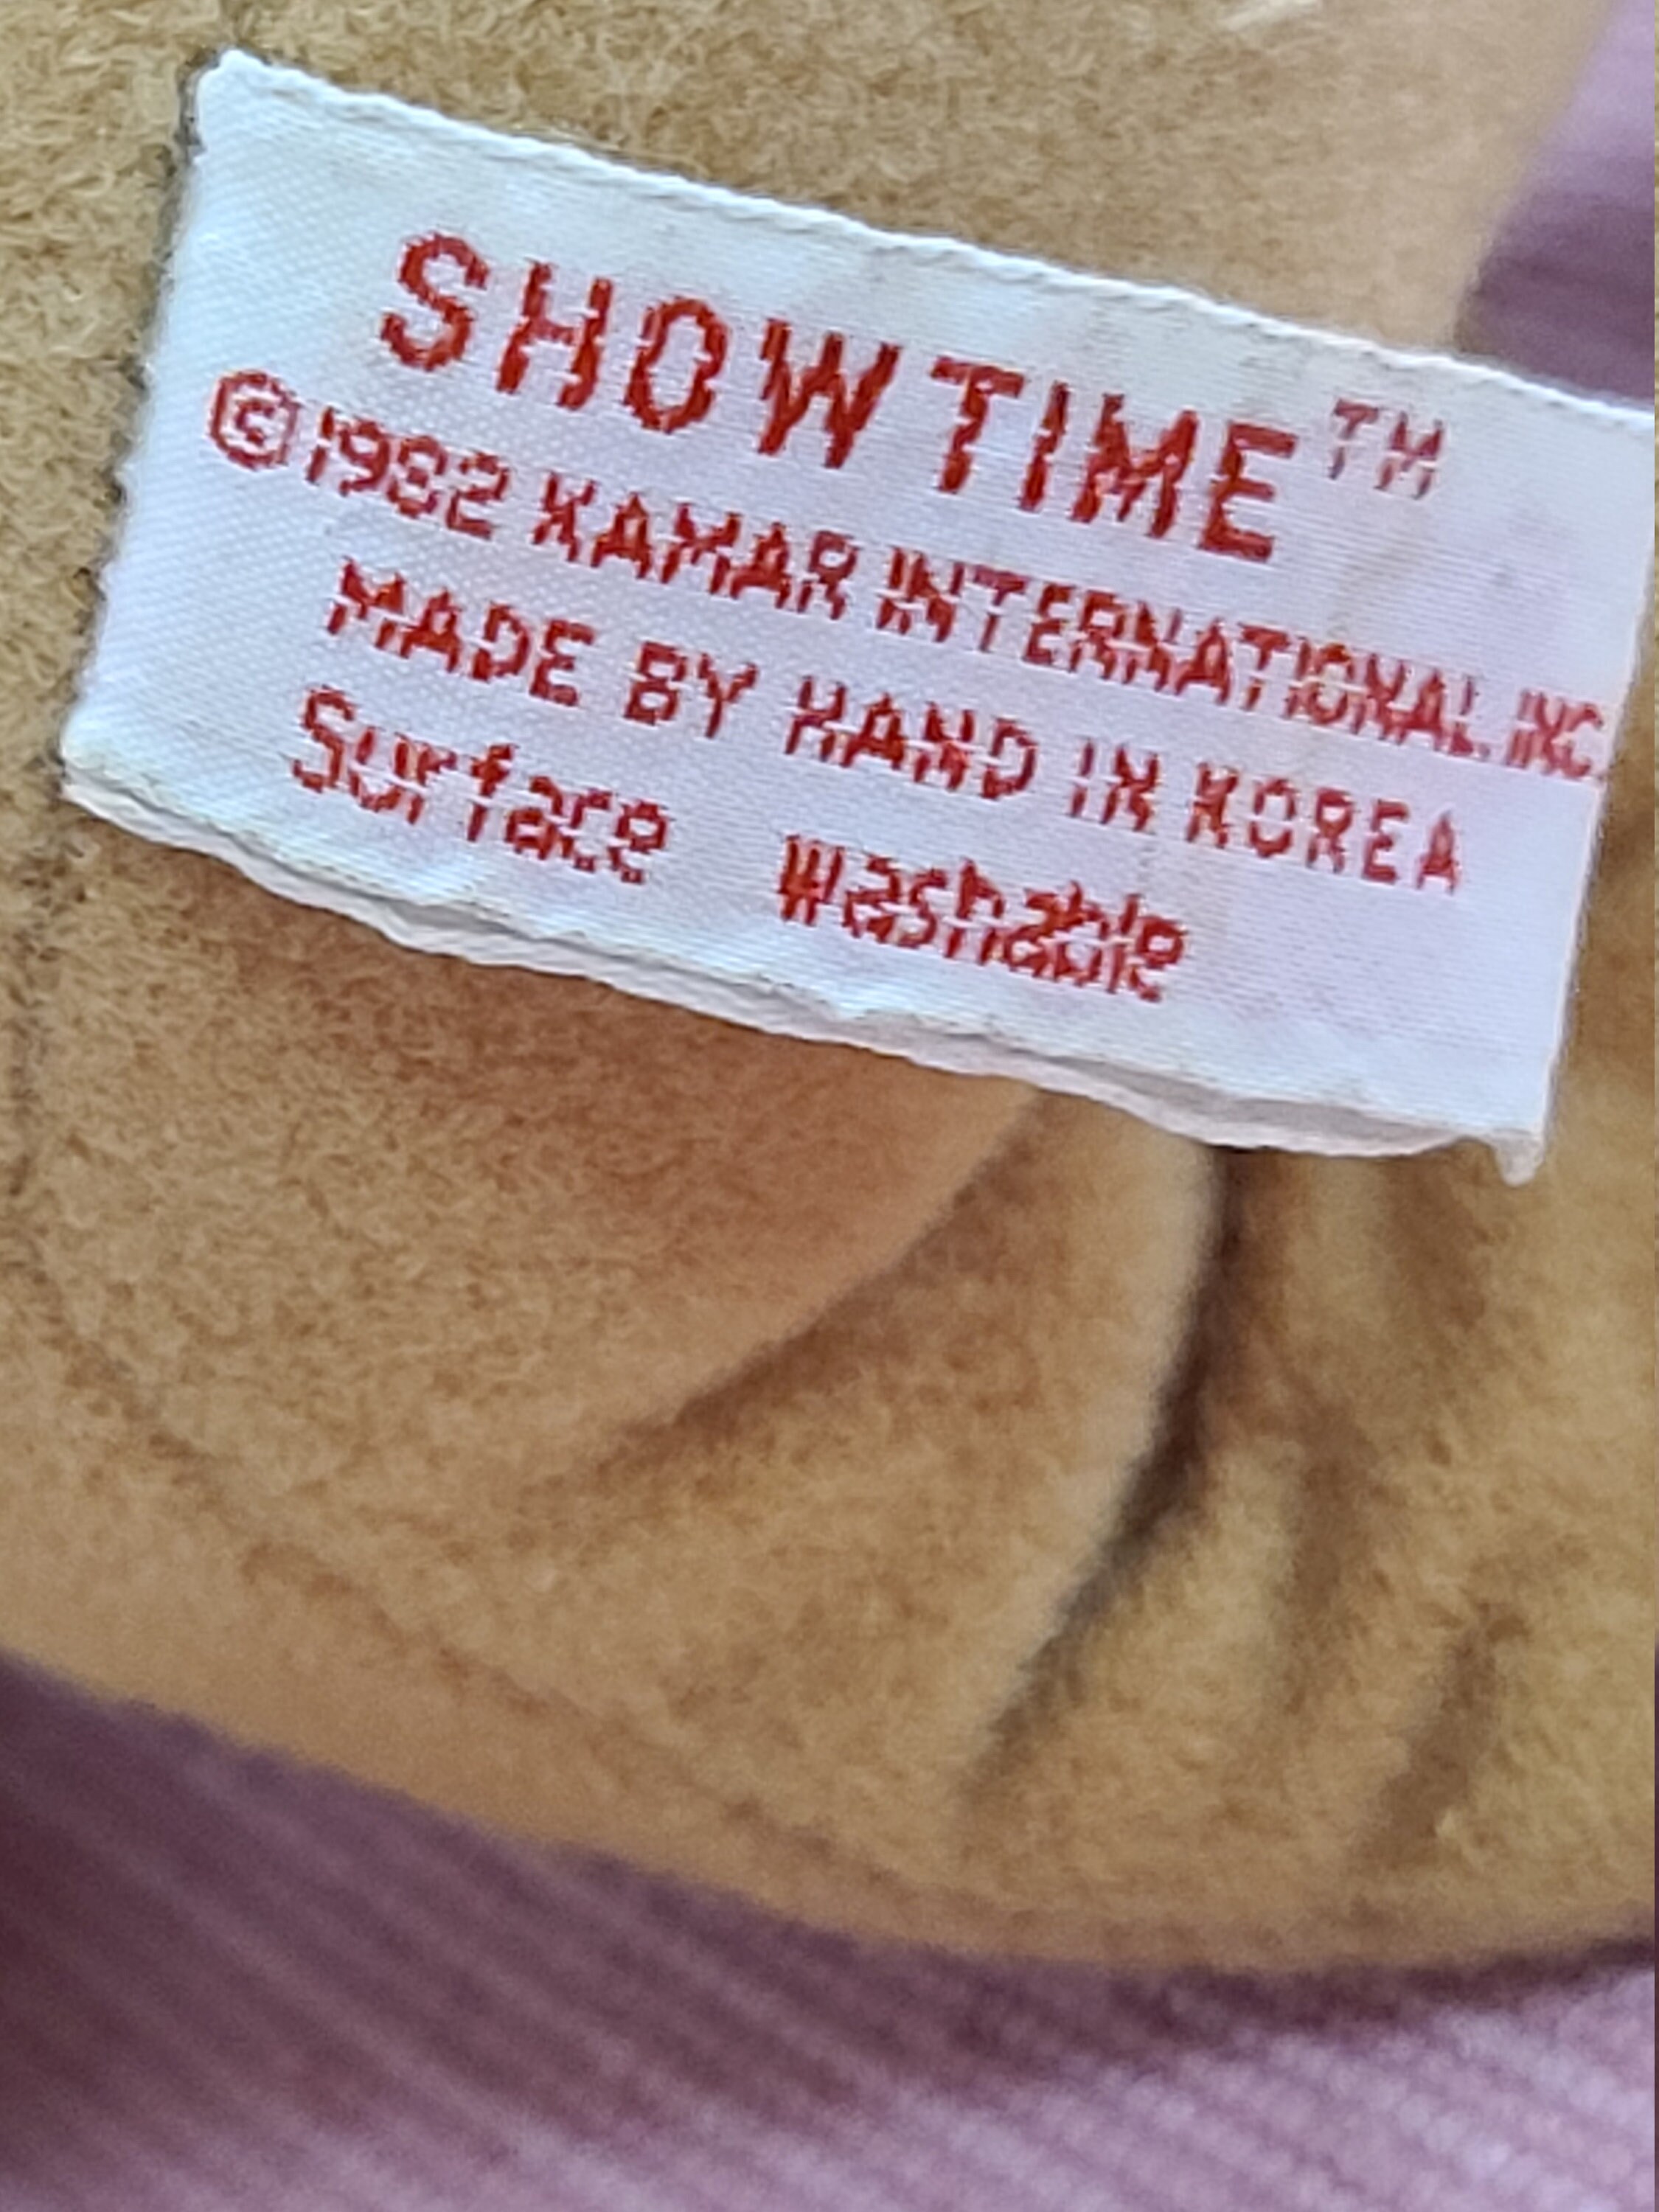 SHOWTIME™
©1982 KAMAR INTERNATIONAL, INC.
MADE BY HAND IN KOREA
Surface Washable